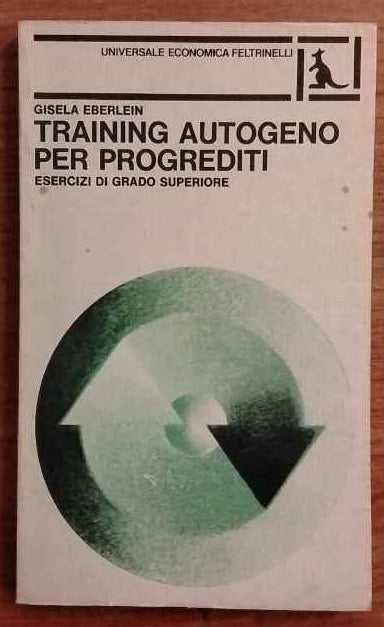 UNIVERSALE ECONOMICA FELTRINELLI
GISELA EBERLEIN
TRAINING AUTOGENO
PER PROGREDITI
ESERCIZI DI GRADO SUPERIORE